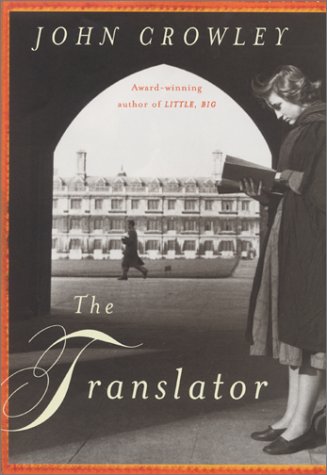 JOHN CROWLEY
Award-winning
author of LITTLE, BIG
The
Translator